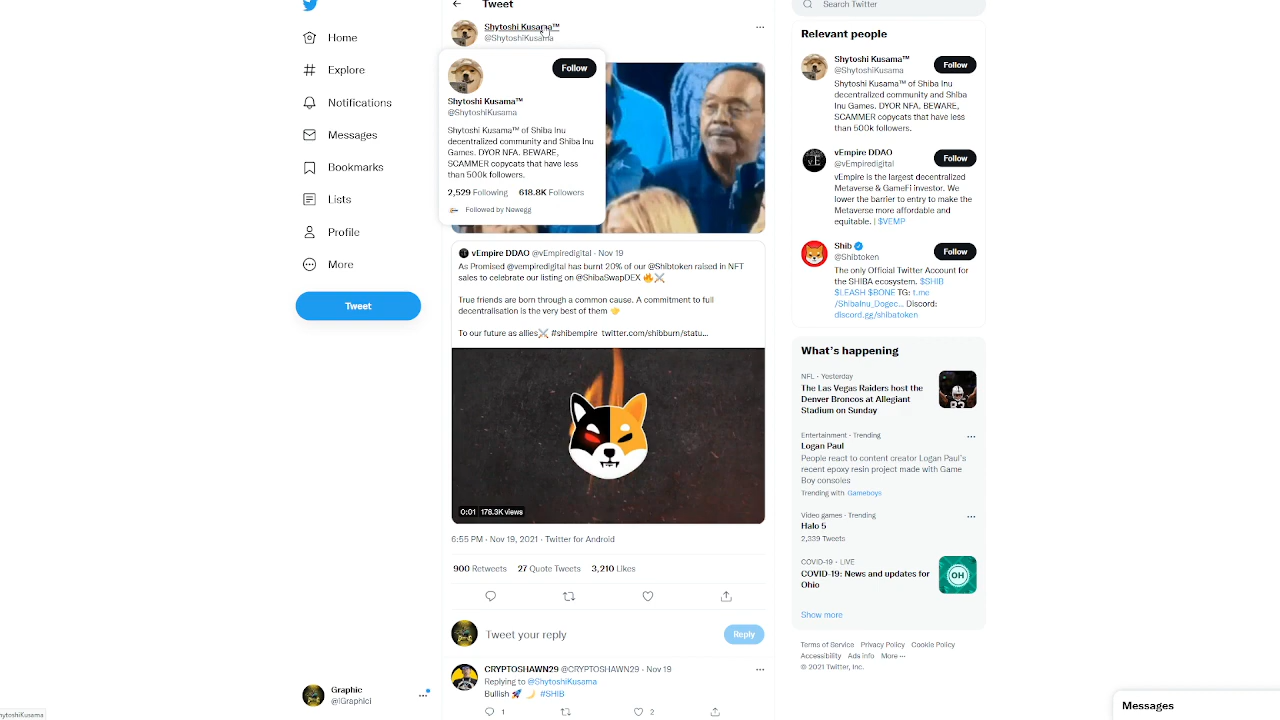 Home
Explore
Notifications
Messages
Bookmarks
Lists
Profile
More
Tweet
Graphic
@IGraphici
Tweet
Shytoshi Kusama™
@ShytoshiKusama
Follow
Shytoshi Kusama™
@ShytoshiKusama
Shytoshi Kusama™ of Shiba Inu
decentralized community and Shiba Inu
Games. DYOR NFA. BEWARE,
SCAMMER copycats that have less
than 500k followers.
2,529 Following 618.8K Followers
Followed by Newegg
vEmpire DDAO @vEmpiredigital · Nov 19
As Promised @vempiredigital has burnt 20% of our @Shibtoken raised in NFT
sales to celebrate our listing on @ShibaSwapDEX 🔥⚔️
True friends are born through a common cause. A commitment to full
decentralisation is the very best of them 🤝
To our future as allies⚔️ #shibempire twitter.com/shibburn/statu…
0:01 178.3K views
6:55 PM · Nov 19, 2021 · Twitter for Android
900 Retweets 27 Quote Tweets 3,210 Likes
Tweet your reply
Reply
CRYPTOSHAWN29 @CRYPTOSHAWN29 · Nov 19
Replying to @ShytoshiKusama
Bullish 🚀 🌙 #SHIB
1 2
Search Twitter
Relevant people
Shytoshi Kusama™
@ShytoshiKusama
Follow
Shytoshi Kusama™ of Shiba Inu
decentralized community and Shiba
Inu Games. DYOR NFA. BEWARE,
SCAMMER copycats that have less
than 500k followers.
vEmpire DDAO
@vEmpiredigital
Follow
vEmpire is the largest decentralized
Metaverse & GameFi investor. We
lower the barrier to entry to make the
Metaverse more affordable and
equitable. | $VEMP
Shib
@Shibtoken
Follow
The only Official Twitter Account for
the SHIBA ecosystem. $SHIB
$LEASH $BONE TG: t.me
/ShibaInu_Dogec… Discord:
discord.gg/shibatoken
What's happening
NFL · Yesterday
The Las Vegas Raiders host the
Denver Broncos at Allegiant
Stadium on Sunday
Entertainment · Trending
Logan Paul
People react to content creator Logan Paul's
recent epoxy resin project made with Game
Boy consoles
Trending with Gameboys
Video games · Trending
Halo 5
2,339 Tweets
COVID-19 · LIVE
COVID-19: News and updates for
Ohio
OH
Show more
Terms of Service Privacy Policy Cookie Policy
Accessibility Ads info More ···
© 2021 Twitter, Inc.
Messages